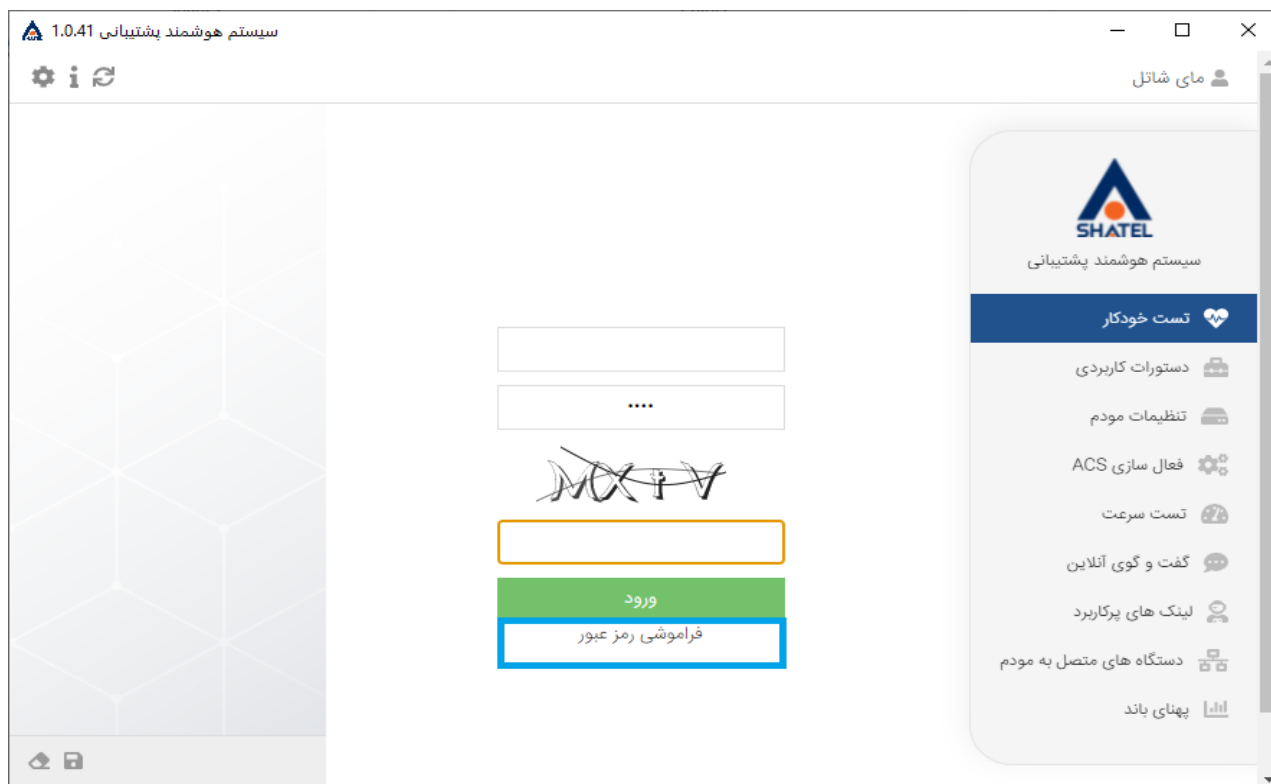 سیستم هوشمند پشتیبانی 1.0.41
مای شاتل
SHATEL
سیستم هوشمند پشتیبانی
تست خودکار
دستورات کاربردی
تنظیمات مودم
فعال سازی ACS
تست سرعت
گفت و گوی آنلاین
لینک های پرکاربرد
دستگاه های متصل به مودم
پهنای باند
••••
ورود
فراموشی رمز عبور